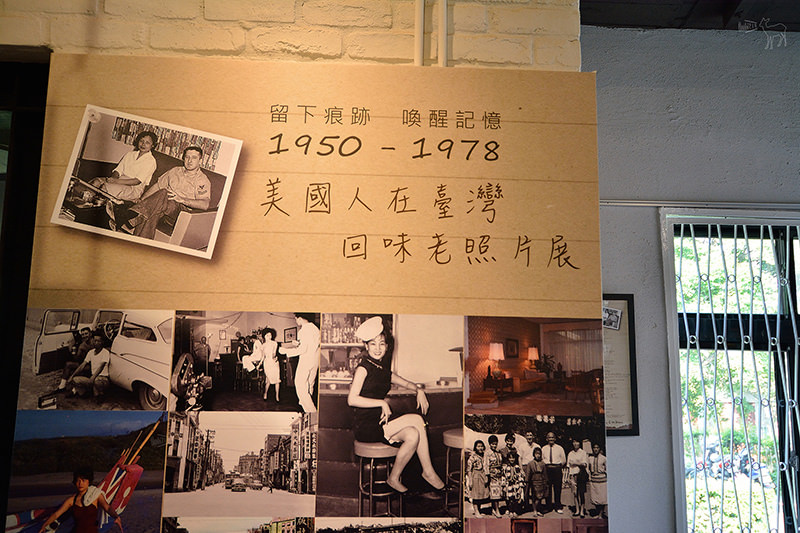 留下痕跡 喚醒記憶
1950 - 1978
美國人在臺灣
回味老照片展